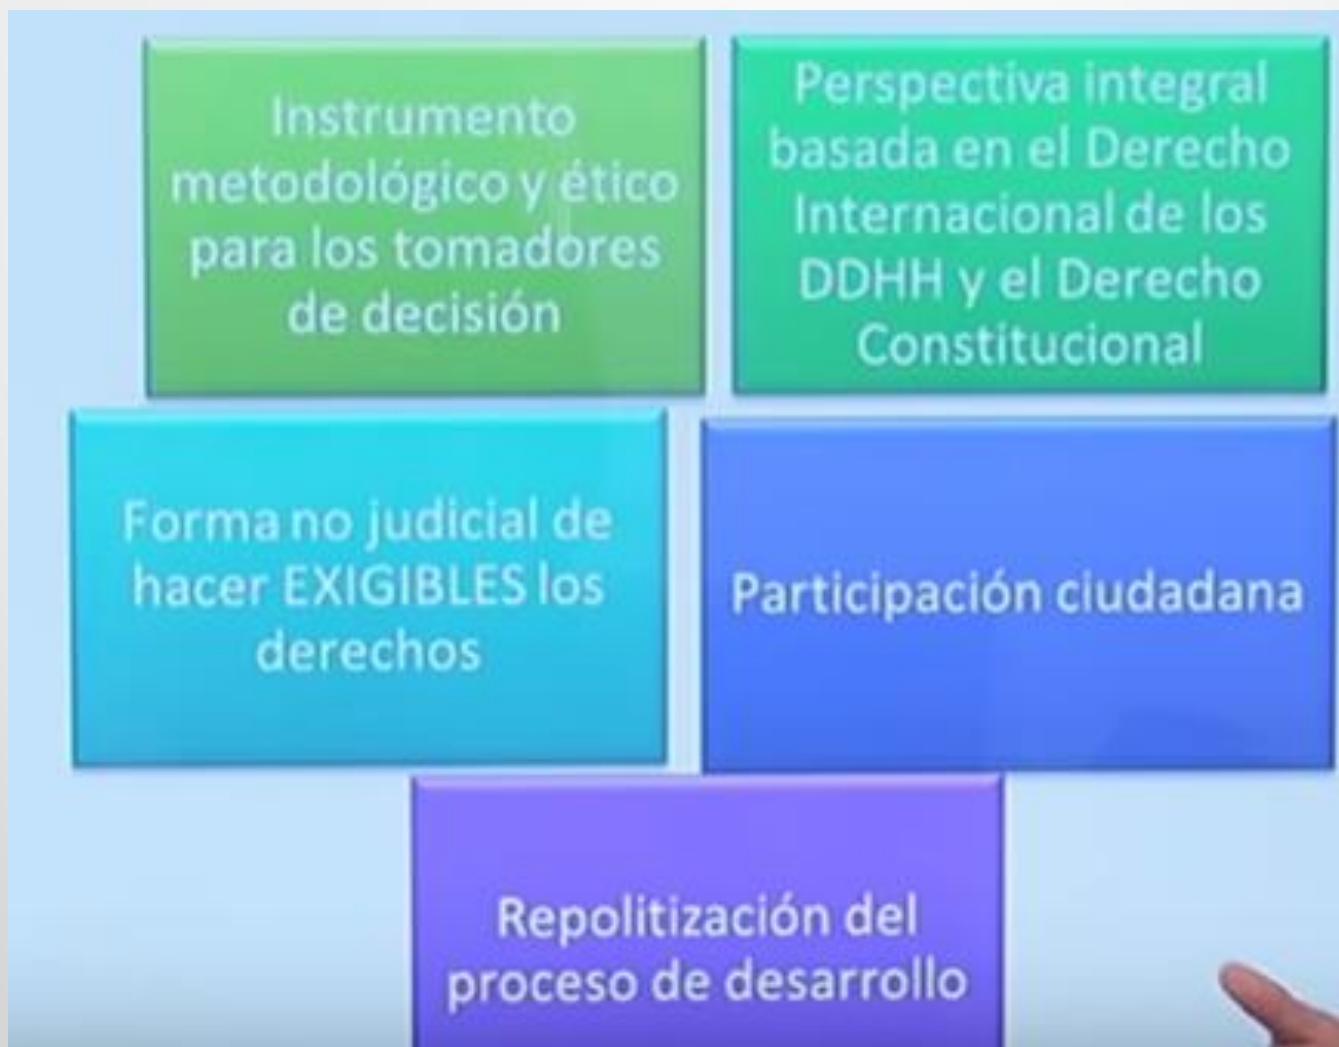 Instrumento
metodológico y ético
para los tomadores
de decisión
Perspectiva integral
basada en el Derecho
Internacional de los
DDHH y el Derecho
Constitucional
Forma no judicial de
hacer EXIGIBLES los
derechos
Participación ciudadana
Repolitización del
proceso de desarrollo